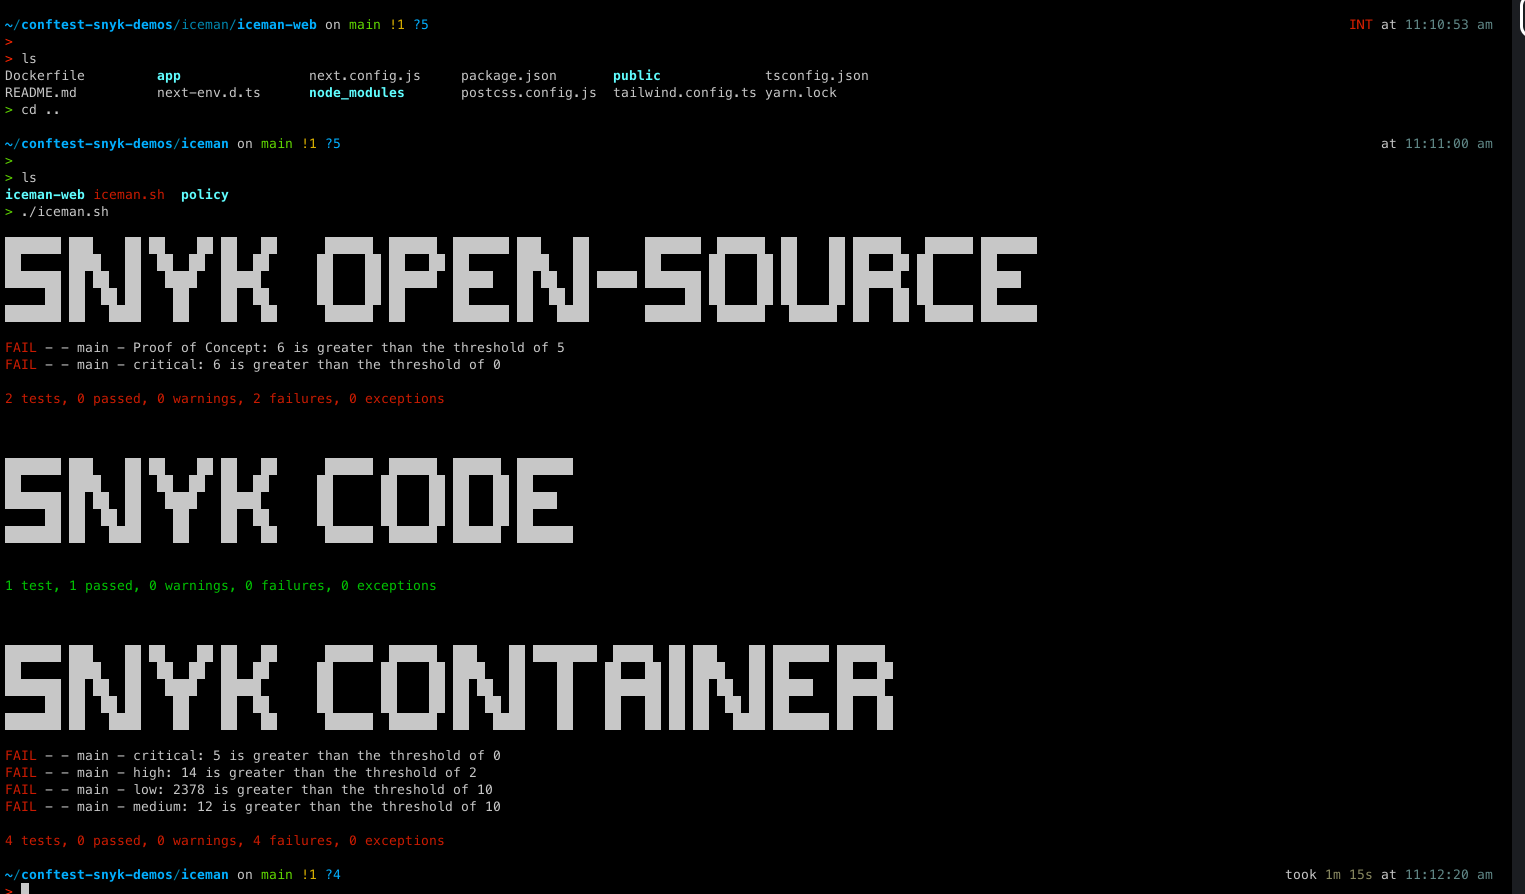 ~/conftest-snyk-demos/iceman/iceman-web on main !1 ?5 INT at 11:10:53 am
>
> ls
Dockerfile app next.config.js package.json public tsconfig.json
README.md next-env.d.ts node_modules postcss.config.js tailwind.config.ts yarn.lock
> cd ..
~/conftest-snyk-demos/iceman on main !1 ?5 at 11:11:00 am
>
> ls
iceman-web iceman.sh policy
> ./iceman.sh
SNYK OPEN-SOURCE
FAIL - - main - Proof of Concept: 6 is greater than the threshold of 5
FAIL - - main - critical: 6 is greater than the threshold of 0
2 tests, 0 passed, 0 warnings, 2 failures, 0 exceptions
SNYK CODE
1 test, 1 passed, 0 warnings, 0 failures, 0 exceptions
SNYK CONTAINER
FAIL - - main - critical: 5 is greater than the threshold of 0
FAIL - - main - high: 14 is greater than the threshold of 2
FAIL - - main - low: 2378 is greater than the threshold of 10
FAIL - - main - medium: 12 is greater than the threshold of 10
4 tests, 0 passed, 0 warnings, 4 failures, 0 exceptions
~/conftest-snyk-demos/iceman on main !1 ?4 took 1m 15s at 11:12:20 am
>